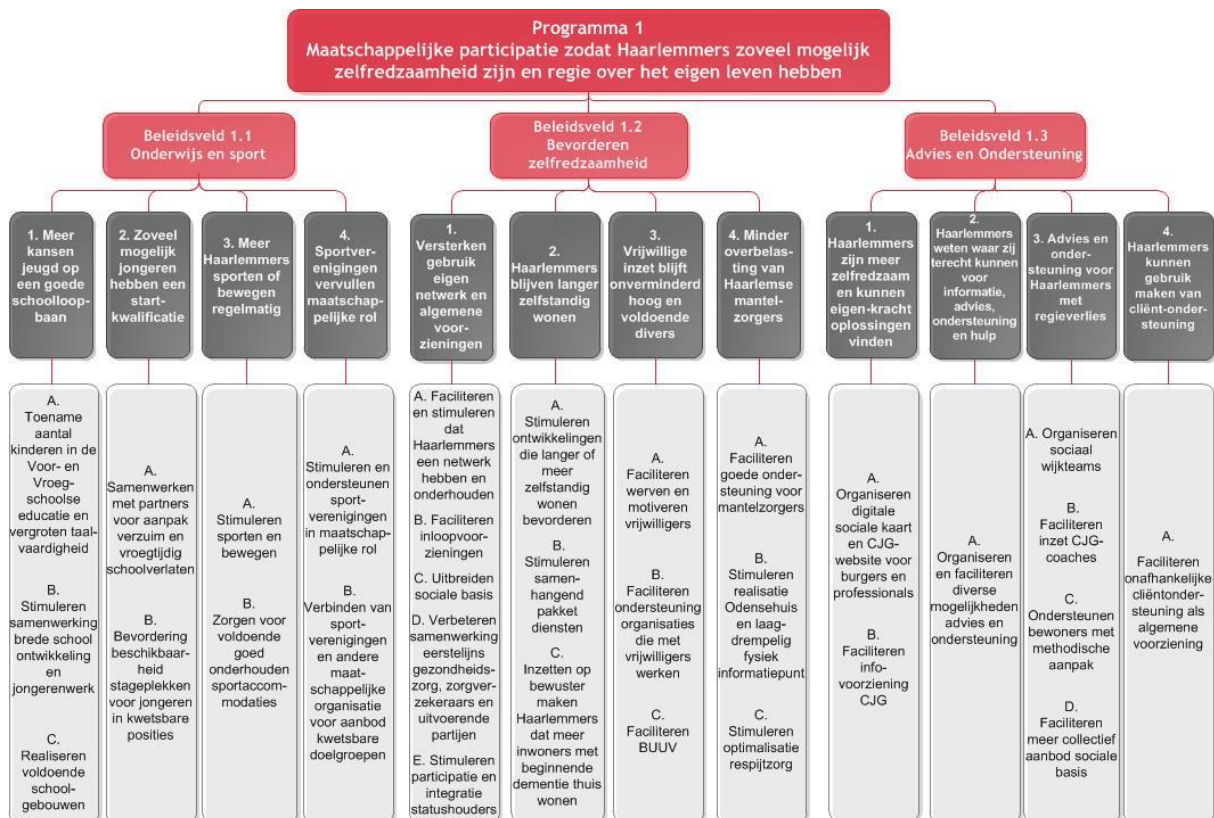 Programma 1
Maatschappelijke participatie zodat Haarlemmers zoveel mogelijk
zelfredzaamheid zijn en regie over het eigen leven hebben
Beleidsveld 1.1
Onderwijs en sport
Beleidsveld 1.2
Bevorderen
zelfredzaamheid
Beleidsveld 1.3
Advies en Ondersteuning
1. Meer
kansen
jeugd op
een goede
schoolloop-
baan
2. Zoveel
mogelijk
jongeren
hebben een
start-
kwalificatie
3. Meer
Haarlemmers
sporten of
bewegen
regelmatig
4.
Sportver-
enigingen
vervullen
maatschap-
pelijke rol
1.
Versterken
gebruik
eigen
netwerk en
algemene
voor-
zieningen
2.
Haarlemmers
blijven langer
zelfstandig
wonen
3.
Vrijwillige
inzet blijft
onverminderd
hoog en
voldoende
divers
4. Minder
overbelas-
ting van
Haarlemse
mantel-
zorgers
1.
Haarlemmers
zijn meer
zelfredzaam
en kunnen
eigen-kracht
oplossingen
vinden
2.
Haarlemmers
weten waar zij
terecht kunnen
voor
informatie,
advies,
ondersteuning
en hulp
3. Advies en
onder-
steuning voor
Haarlemmers
met
regieverlies
4.
Haarlemmers
kunnen
gebruik
maken van
cliënt-onder-
steuning
A.
Toename
aantal
kinderen in de
Voor- en
Vroeg-
schoolse
educatie en
vergroten taal-
vaardigheid
B.
Stimuleren
samenwerking
brede school
ontwikkeling
en
jongerenwerk
C.
Realiseren
voldoende
school-
gebouwen
A.
Samenwerken
met partners
voor aanpak
verzuim en
vroegtijdig
schoolverlaten
B.
Bevordering
beschikbaar-
heid
stageplekken
voor jongeren
in kwetsbare
posities
A.
Stimuleren
sporten en
bewegen
B.
Zorgen voor
voldoende
goed
onderhouden
sportaccom-
modaties
A.
Stimuleren en
ondersteunen
sport-
verenigingen
in maatschap-
pelijke rol
B.
Verbinden van
sport-
verenigingen
en andere
maat-
schappelijke
organisatie
voor aanbod
kwetsbare
doelgroepen
A. Faciliteren
en stimuleren
dat
Haarlemmers
een netwerk
hebben en
onderhouden
B. Faciliteren
inloopvoor-
zieningen
C. Uitbreiden
sociale basis
D. Verbeteren
samenwerking
eerstelijns
gezondheids-
zorg, zorgver-
zekeraars en
uitvoerende
partijen
E. Stimuleren
participatie en
integratie
statushouders
A.
Stimuleren
ontwikkelingen
die langer of
meer
zelfstandig
wonen
bevorderen
B.
Stimuleren
samen-
hangend
pakket
diensten
C.
Inzetten op
bewuster
maken
Haarlemmers
dat meer
inwoners met
beginnende
dementie thuis
wonen
A.
Faciliteren
werven en
motiveren
vrijwilligers
B.
Faciliteren
ondersteuning
organisaties
die met
vrijwilligers
werken
C.
Faciliteren
BUUV
A.
Faciliteren
goede onder-
steuning voor
mantelzorgers
B.
Stimuleren
realisatie
Odensehuis
en laag-
drempelig
fysiek
informatiepunt
C.
Stimuleren
optimalisatie
respijtzorg
A.
Organiseren
digitale
sociale kaart
en CJG-
website voor
burgers en
professionals
B.
Faciliteren
info-
voorziening
CJG
A.
Organiseren
en faciliteren
diverse
mogelijkheden
advies en
ondersteuning
A. Organiseren
sociaal
wijkteams
B.
Faciliteren
inzet CJG-
coaches
C.
Ondersteunen
bewoners met
methodische
aanpak
D.
Faciliteren
meer collectief
aanbod sociale
basis
A.
Faciliteren
onafhankelijke
cliëntonder-
steuning als
algemene
voorziening